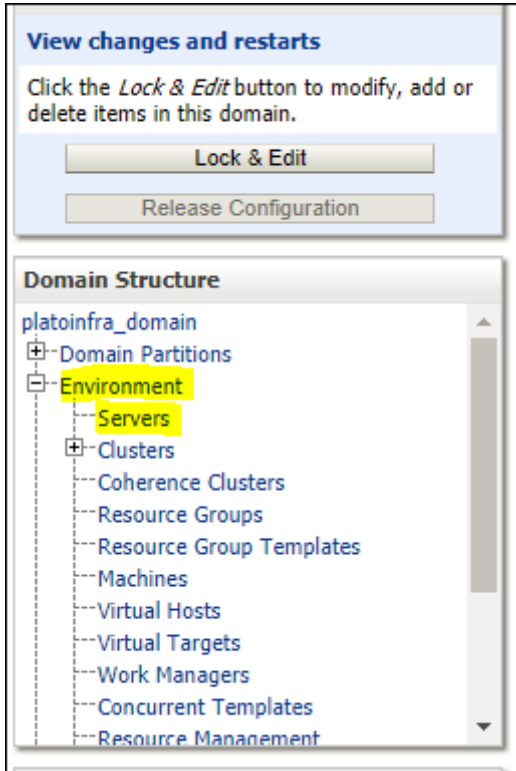 View changes and restarts
Click the Lock & Edit button to modify, add or
delete items in this domain.
Lock & Edit
Release Configuration
Domain Structure
platoinfra_domain
Domain Partitions
Environment
Servers
Clusters
Coherence Clusters
Resource Groups
Resource Group Templates
Machines
Virtual Hosts
Virtual Targets
Work Managers
Concurrent Templates
Resource Management